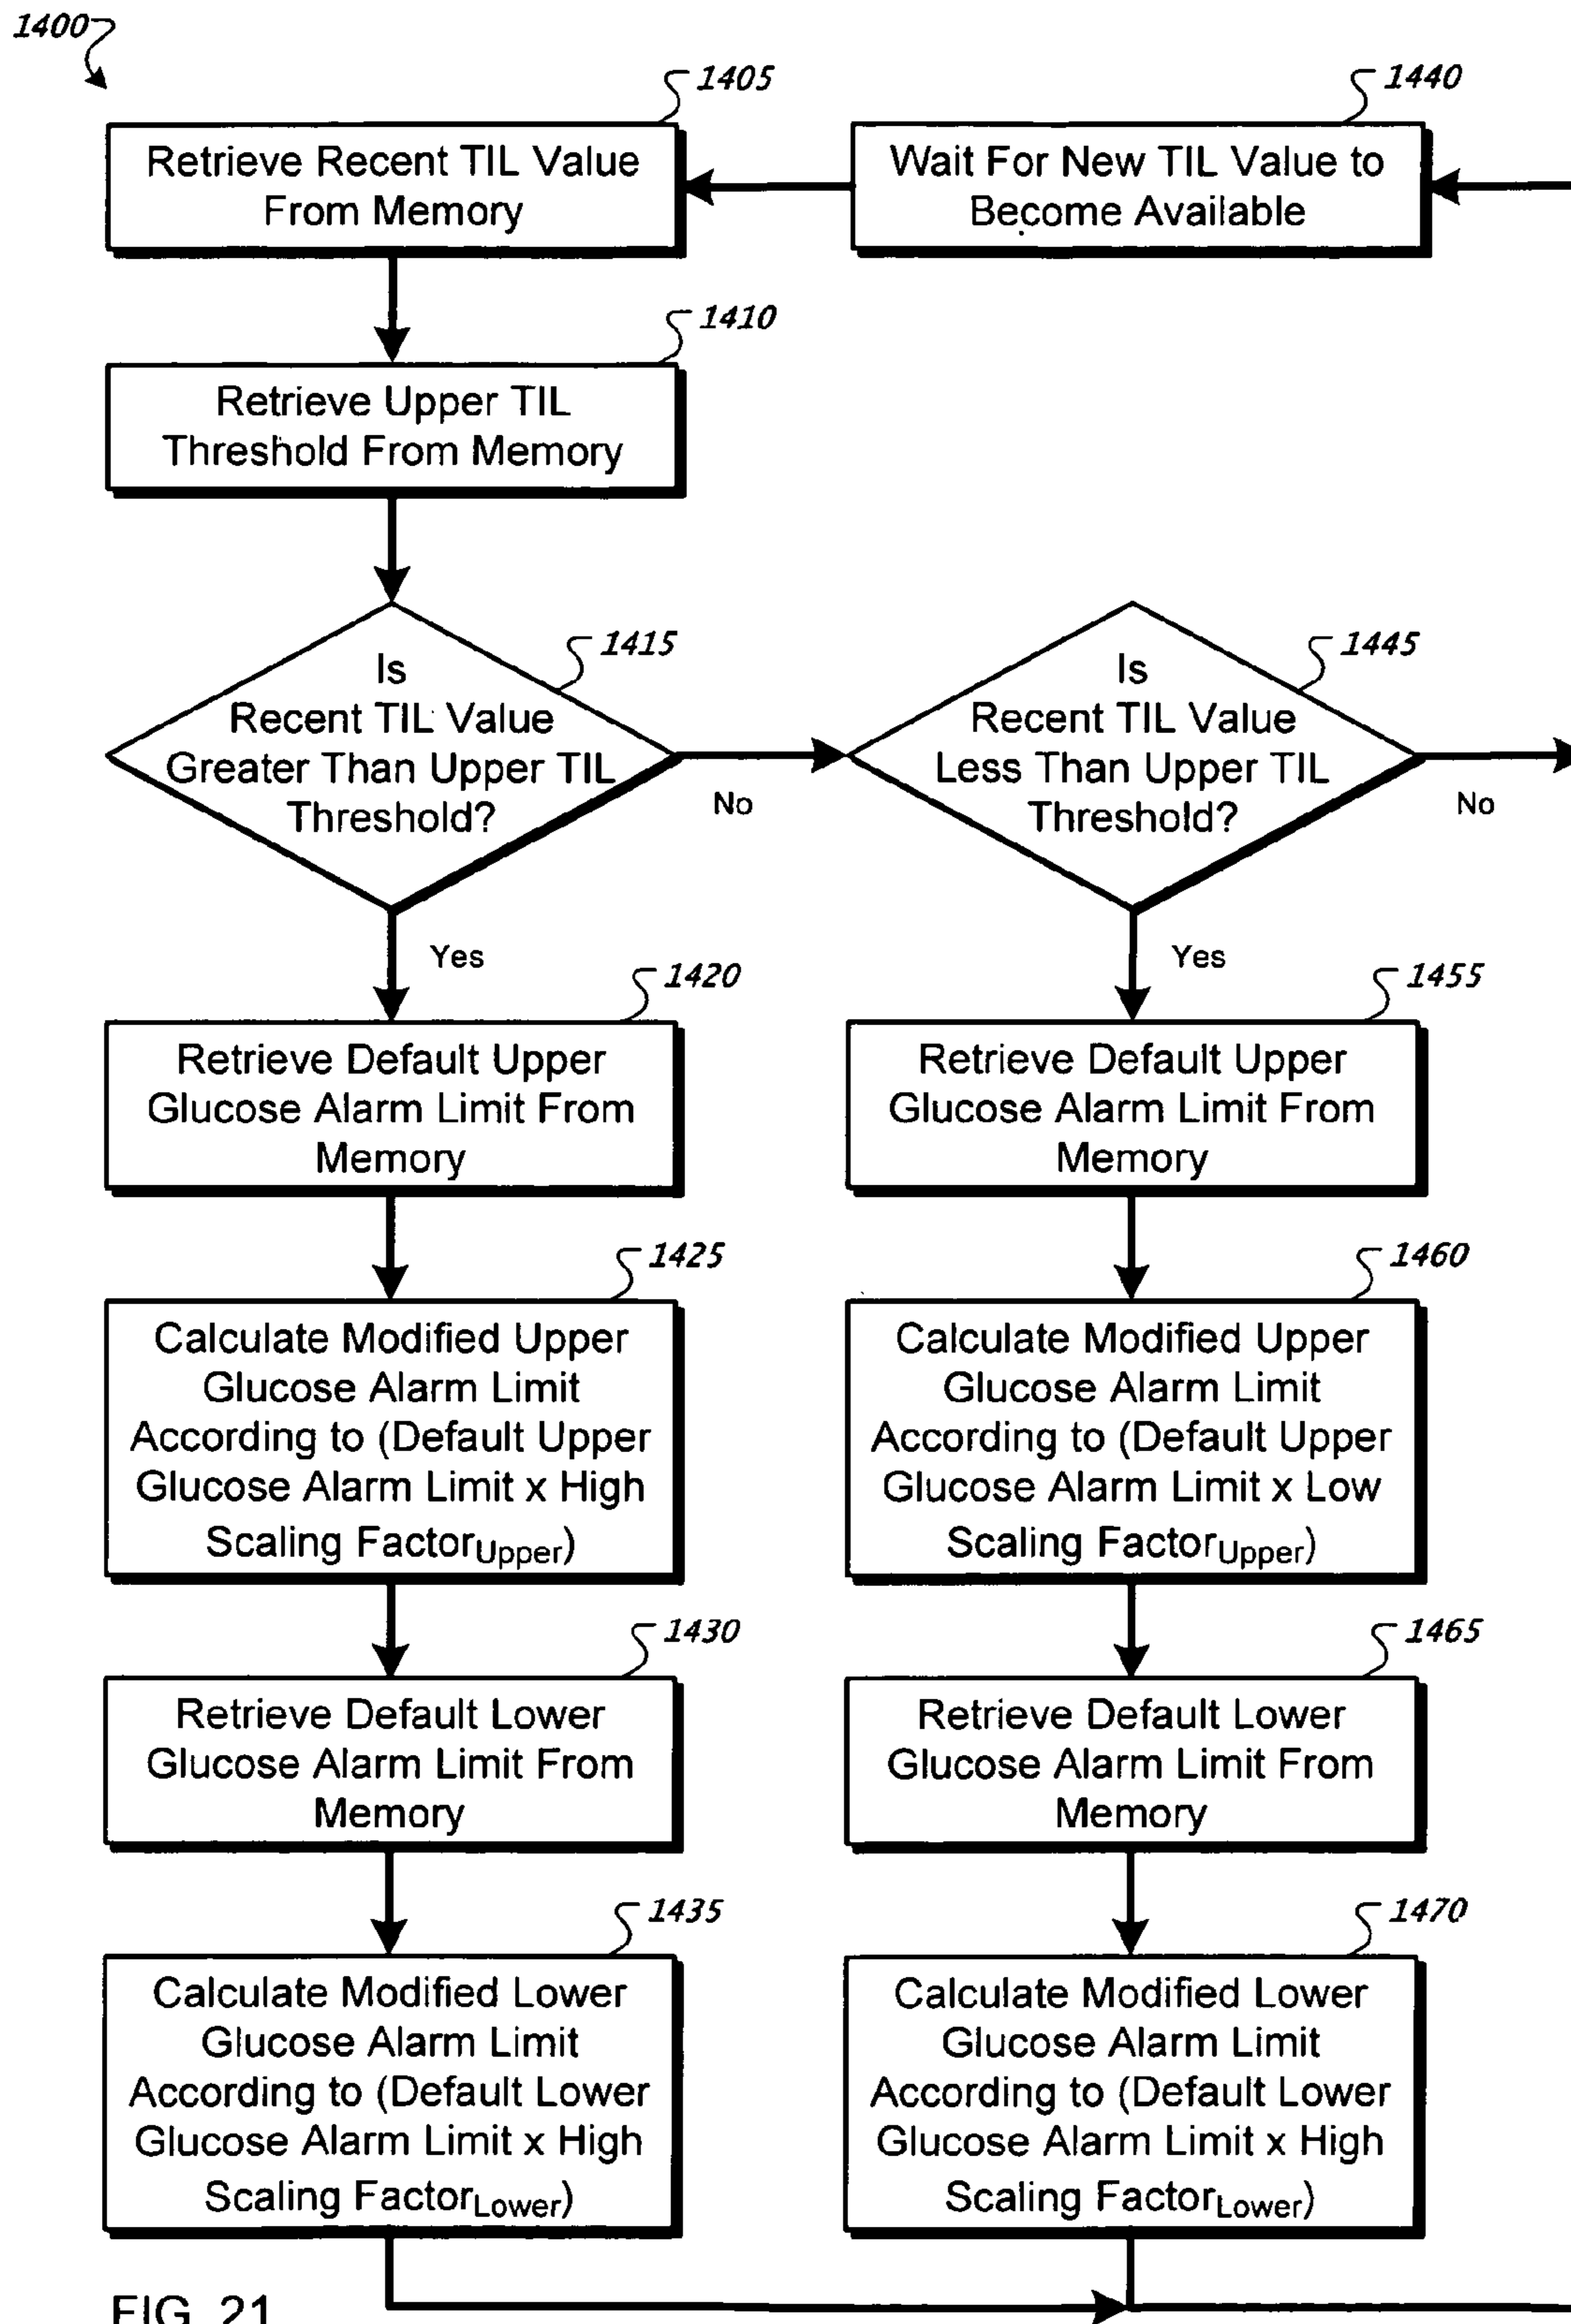 1400
1405
Retrieve Recent TIL Value
From Memory
1440
Wait For New TIL Value to
Become Available
1410
Retrieve Upper TIL
Threshold From Memory
1415
Is
Recent TIL Value
Greater Than Upper TIL
Threshold?
No
Yes
1445
Is
Recent TIL Value
Less Than Upper TIL
Threshold?
No
Yes
1420
Retrieve Default Upper
Glucose Alarm Limit From
Memory
1455
Retrieve Default Upper
Glucose Alarm Limit From
Memory
1425
Calculate Modified Upper
Glucose Alarm Limit
According to (Default Upper
Glucose Alarm Limit x High
Scaling FactorUpper)
1460
Calculate Modified Upper
Glucose Alarm Limit
According to (Default Upper
Glucose Alarm Limit x Low
Scaling FactorUpper)
1430
Retrieve Default Lower
Glucose Alarm Limit From
Memory
1465
Retrieve Default Lower
Glucose Alarm Limit From
Memory
1435
Calculate Modified Lower
Glucose Alarm Limit
According to (Default Lower
Glucose Alarm Limit x High
Scaling FactorLower)
1470
Calculate Modified Lower
Glucose Alarm Limit
According to (Default Lower
Glucose Alarm Limit x High
Scaling FactorLower)
FIG. 21